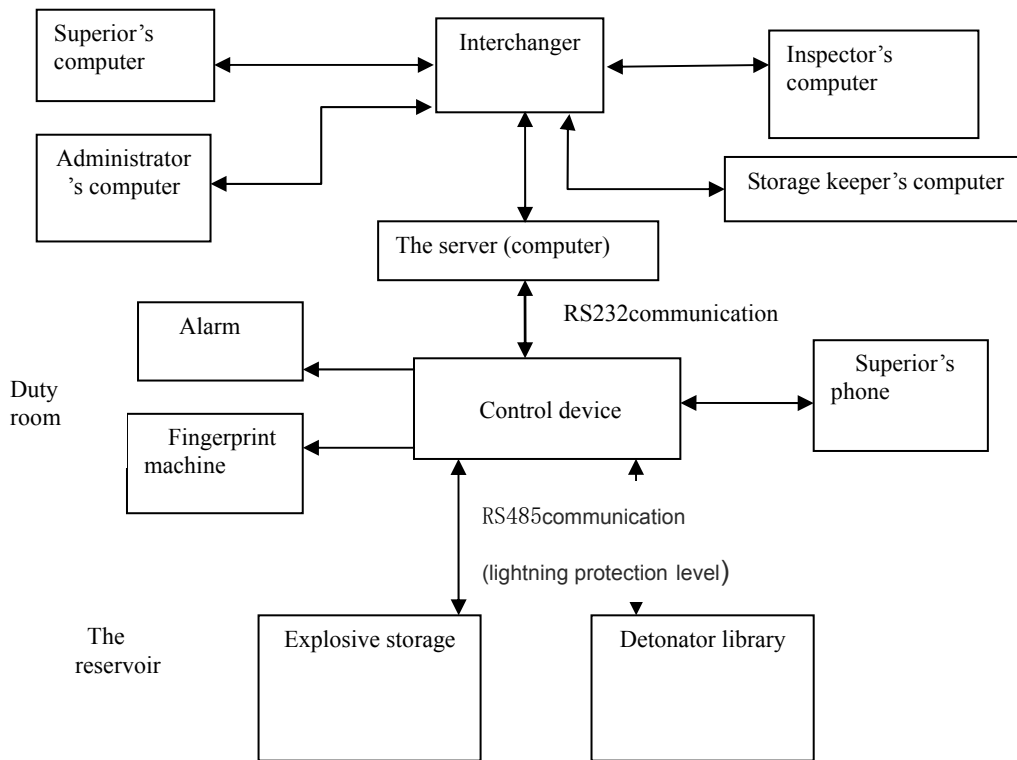 Superior’s
computer
Interchanger
Inspector’s
computer
Administrator
’s computer
Storage keeper’s computer
The server (computer)
RS232communication
Alarm
Duty
room
Control device
Superior’s
phone
Fingerprint
machine
RS485communication
(lightning protection level)
The
reservoir
Explosive storage
Detonator library